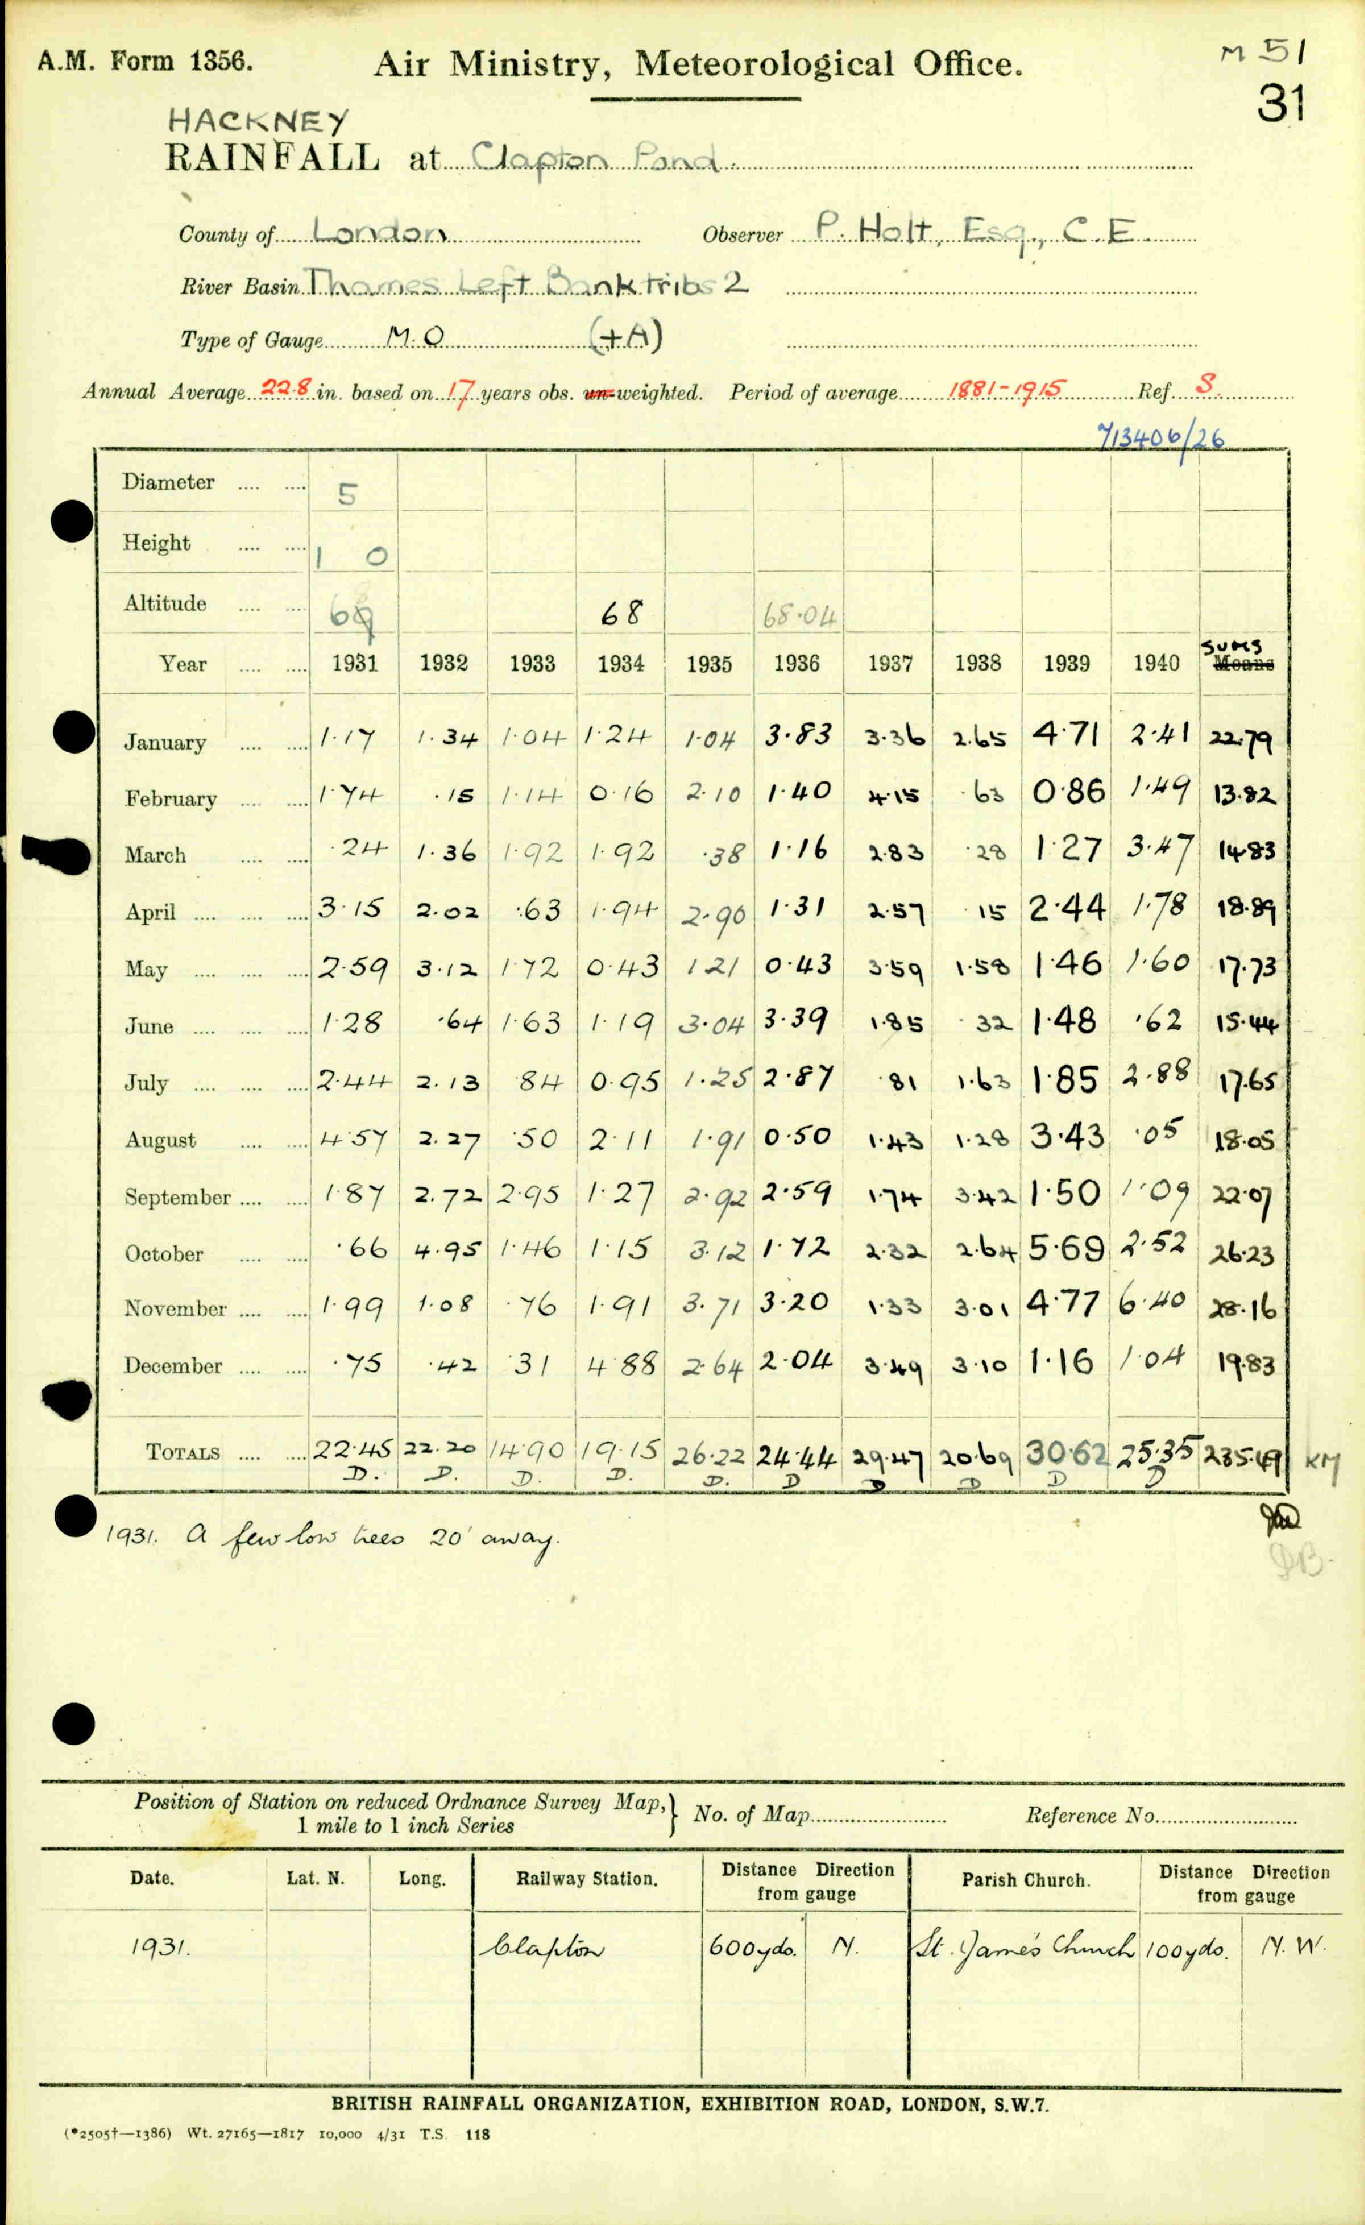 A.M. Form 1356. Air Ministry, Meteorological Office. M 51
31
HACKNEY
RAINFALL at Clapton Pond.
County of London Observer P. Holt, Esq., C.E.
River Basin Thames Left Bank tribs 2
Type of Gauge M.O (+A)
Annual Average 22.8 in. based on 17 years obs. un-weighted. Period of average 1881-1915 Ref. S.
713406/26
Diameter 5
Height 1 0
Altitude 68 68.04
Year 1931 1932 1933 1934 1935 1936 1937 1938 1939 1940 SUMS Means
January 1.17 1.34 1.04 1.24 1.04 3.83 3.36 2.65 4.71 2.41 22.79
February 1.74 .15 1.14 0.16 2.10 1.40 4.15 .63 0.86 1.49 13.82
March .24 1.36 1.92 1.92 .38 1.16 2.83 .28 1.27 3.47 14.83
April 3.15 2.02 .63 1.94 2.90 1.31 2.57 .15 2.44 1.78 18.89
May 2.59 3.12 1.72 0.43 1.21 0.43 3.59 1.58 1.46 1.60 17.73
June 1.28 .64 1.63 1.19 3.04 3.39 1.85 .32 1.48 .62 15.44
July 2.44 2.13 .84 0.95 1.25 2.87 .81 1.63 1.85 2.88 17.65
August 4.57 2.27 .50 2.11 1.91 0.50 1.43 1.28 3.43 .05 18.05
September 1.87 2.72 2.95 1.27 2.92 2.59 1.74 3.42 1.50 1.09 22.07
October .66 4.95 1.46 1.15 3.12 1.72 2.32 2.64 5.69 2.52 26.23
November 1.99 1.08 .76 1.91 3.71 3.20 1.33 3.01 4.77 6.40 28.16
December .75 .42 .31 4.88 2.64 2.04 3.49 3.10 1.16 1.04 19.83
TOTALS 22.45 22.20 14.90 19.15 26.22 24.44 29.47 20.69 30.62 25.35 235.49 KM
D. D. D. D. D. D D D D D
1931. A few low trees 20' away.
Position of Station on reduced Ordnance Survey Map, 1 mile to 1 inch Series } No. of Map Reference No.
Date. Lat. N. Long. Railway Station. Distance Direction from gauge Parish Church. Distance Direction from gauge
1931. Clapton 600 yds. N. St. James's Church 100 yds. N.W.
BRITISH RAINFALL ORGANIZATION, EXHIBITION ROAD, LONDON, S.W.7.
(*2505†—1386) Wt. 27165—1817 10,000 4/31 T.S. 118